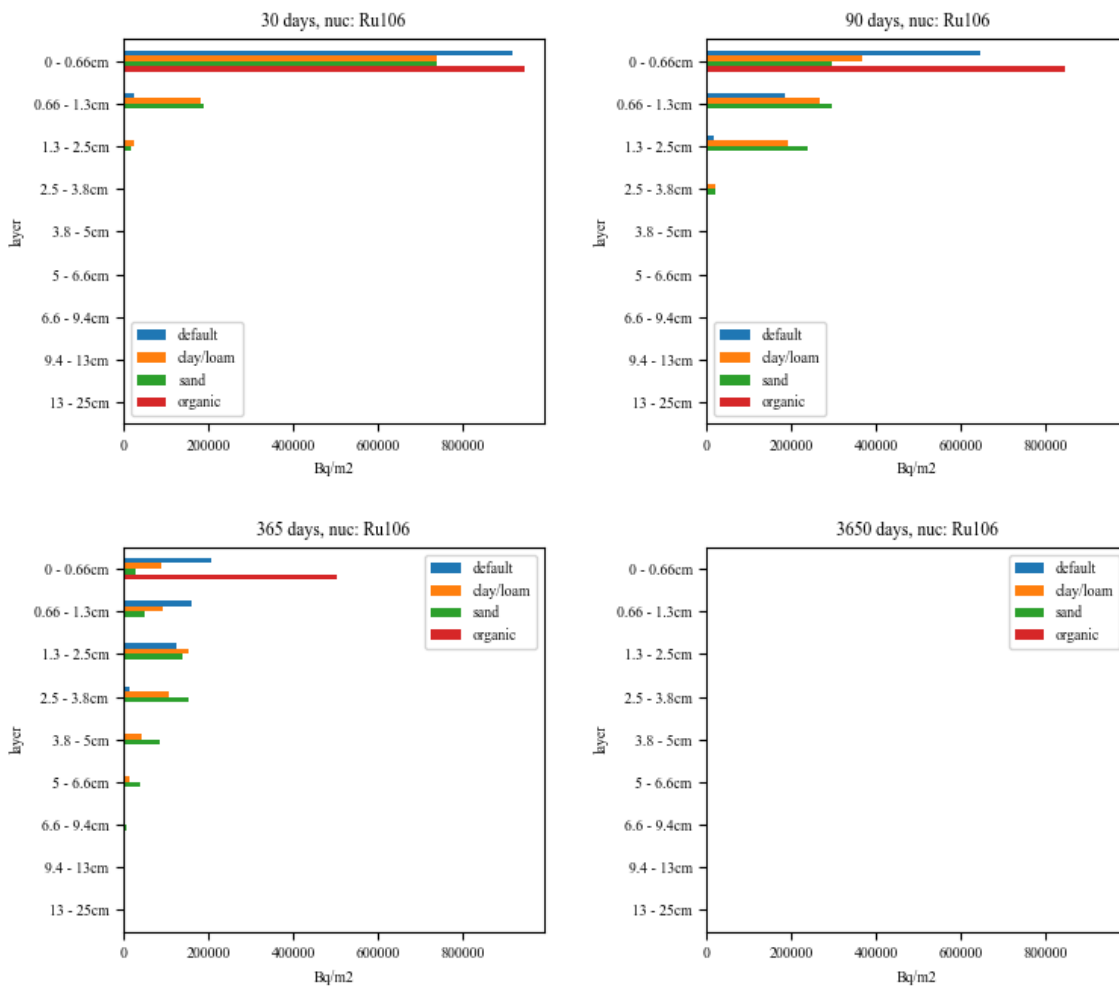 30 days, nuc: Ru106
layer
0 - 0.66cm
0.66 - 1.3cm
1.3 - 2.5cm
2.5 - 3.8cm
3.8 - 5cm
5 - 6.6cm
6.6 - 9.4cm
9.4 - 13cm
13 - 25cm
default
clay/loam
sand
organic
0 200000 400000 600000 800000
Bq/m2
90 days, nuc: Ru106
layer
0 - 0.66cm
0.66 - 1.3cm
1.3 - 2.5cm
2.5 - 3.8cm
3.8 - 5cm
5 - 6.6cm
6.6 - 9.4cm
9.4 - 13cm
13 - 25cm
default
clay/loam
sand
organic
0 200000 400000 600000 800000
Bq/m2
365 days, nuc: Ru106
layer
0 - 0.66cm
0.66 - 1.3cm
1.3 - 2.5cm
2.5 - 3.8cm
3.8 - 5cm
5 - 6.6cm
6.6 - 9.4cm
9.4 - 13cm
13 - 25cm
default
clay/loam
sand
organic
0 200000 400000 600000 800000
Bq/m2
3650 days, nuc: Ru106
layer
0 - 0.66cm
0.66 - 1.3cm
1.3 - 2.5cm
2.5 - 3.8cm
3.8 - 5cm
5 - 6.6cm
6.6 - 9.4cm
9.4 - 13cm
13 - 25cm
default
clay/loam
sand
organic
0 200000 400000 600000 800000
Bq/m2